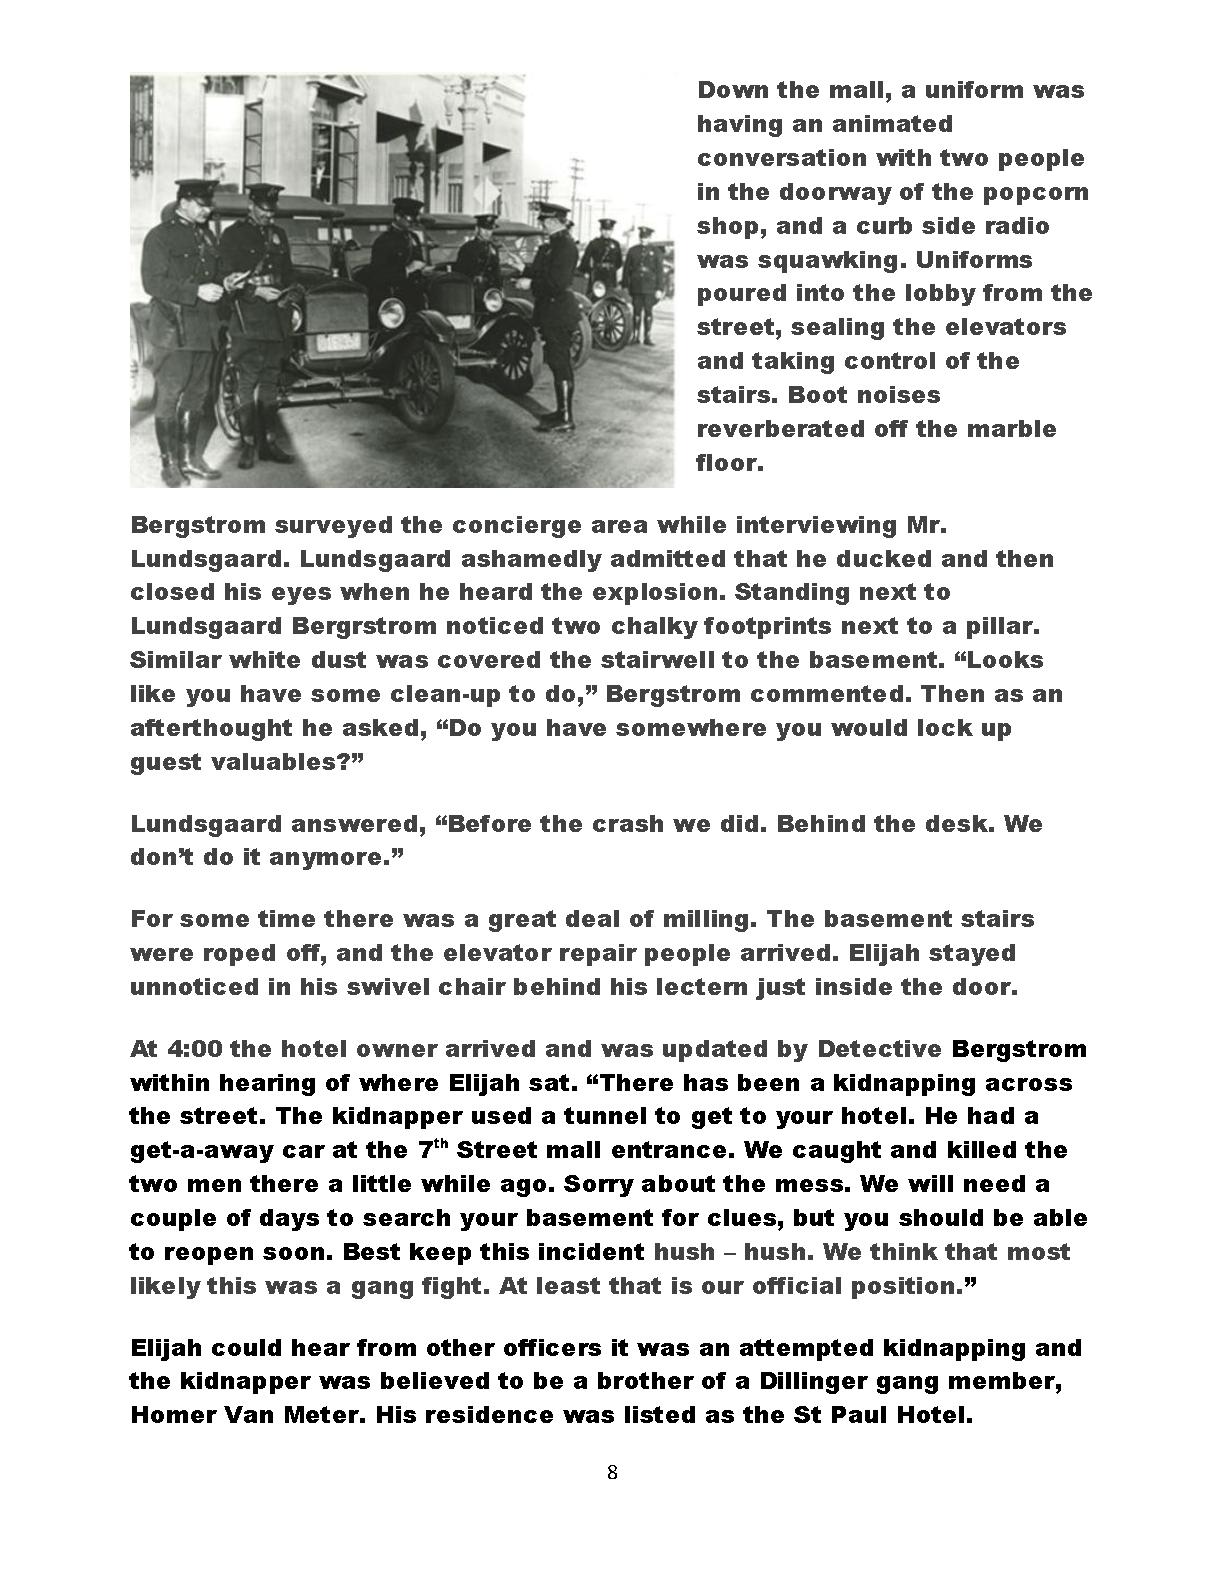 Down the mall, a uniform was
having an animated
conversation with two people
in the doorway of the popcorn
shop, and a curb side radio
was squawking. Uniforms
poured into the lobby from the
street, sealing the elevators
and taking control of the
stairs. Boot noises
reverberated off the marble
floor.
Bergstrom surveyed the concierge area while interviewing Mr.
Lundsgaard. Lundsgaard ashamedly admitted that he ducked and then
closed his eyes when he heard the explosion. Standing next to
Lundsgaard Bergrstrom noticed two chalky footprints next to a pillar.
Similar white dust was covered the stairwell to the basement. “Looks
like you have some clean-up to do,” Bergstrom commented. Then as an
afterthought he asked, “Do you have somewhere you would lock up
guest valuables?”
Lundsgaard answered, “Before the crash we did. Behind the desk. We
don’t do it anymore.”
For some time there was a great deal of milling. The basement stairs
were roped off, and the elevator repair people arrived. Elijah stayed
unnoticed in his swivel chair behind his lectern just inside the door.
At 4:00 the hotel owner arrived and was updated by Detective Bergstrom
within hearing of where Elijah sat. “There has been a kidnapping across
the street. The kidnapper used a tunnel to get to your hotel. He had a
get-a-away car at the 7th Street mall entrance. We caught and killed the
two men there a little while ago. Sorry about the mess. We will need a
couple of days to search your basement for clues, but you should be able
to reopen soon. Best keep this incident hush – hush. We think that most
likely this was a gang fight. At least that is our official position.”
Elijah could hear from other officers it was an attempted kidnapping and
the kidnapper was believed to be a brother of a Dillinger gang member,
Homer Van Meter. His residence was listed as the St Paul Hotel.
8